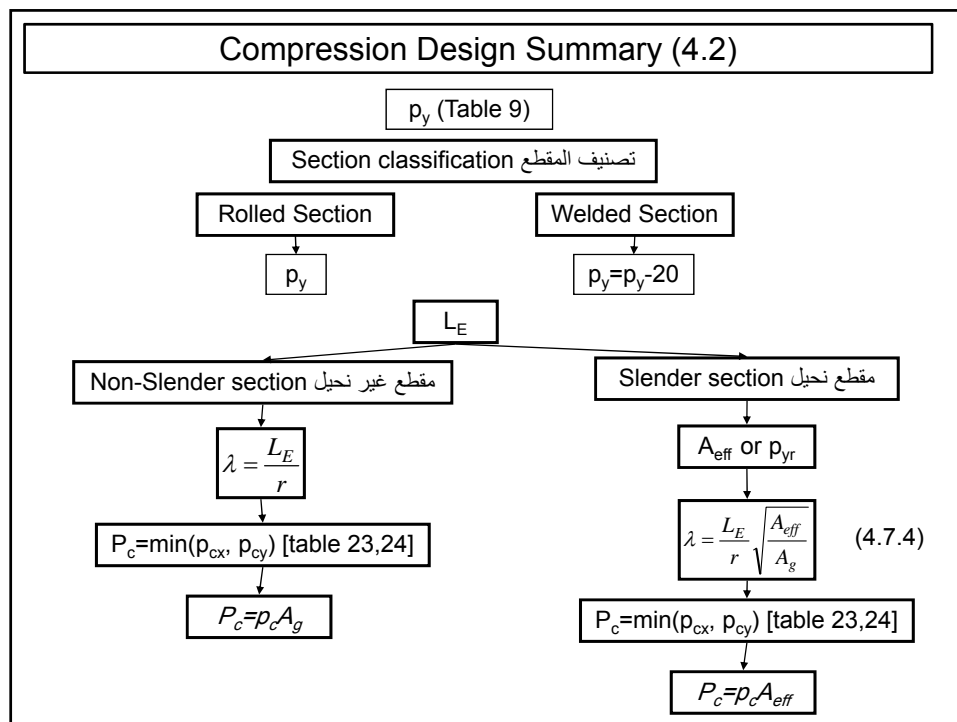 Compression Design Summary (4.2)
p_y (Table 9)
Section classification تصنيف المقطع
Rolled Section
Welded Section
p_y
p_y=p_y-20
L_E
Non-Slender section مقطع غير نحيل
Slender section مقطع نحيل
λ = L_E / r
A_eff or p_yr
P_c=min(p_cx, p_cy) [table 23,24]
λ = L_E / r √(A_eff / A_g) (4.7.4)
P_c=p_cA_g
P_c=min(p_cx, p_cy) [table 23,24]
P_c=p_cA_eff